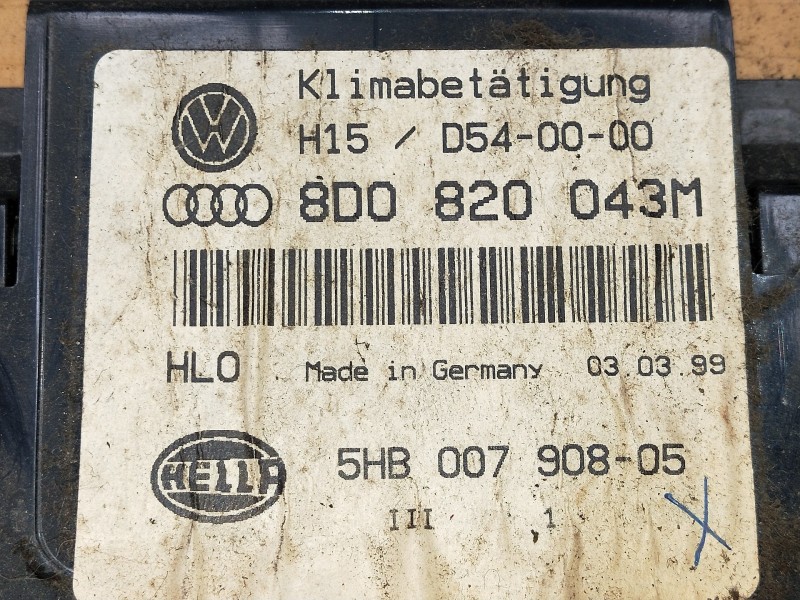 Klimabetätigung
H15 / D54-00-00
8D0 820 043M
HLO Made in Germany 03.03.99
HELLA 5HB 007 908-05
III 1